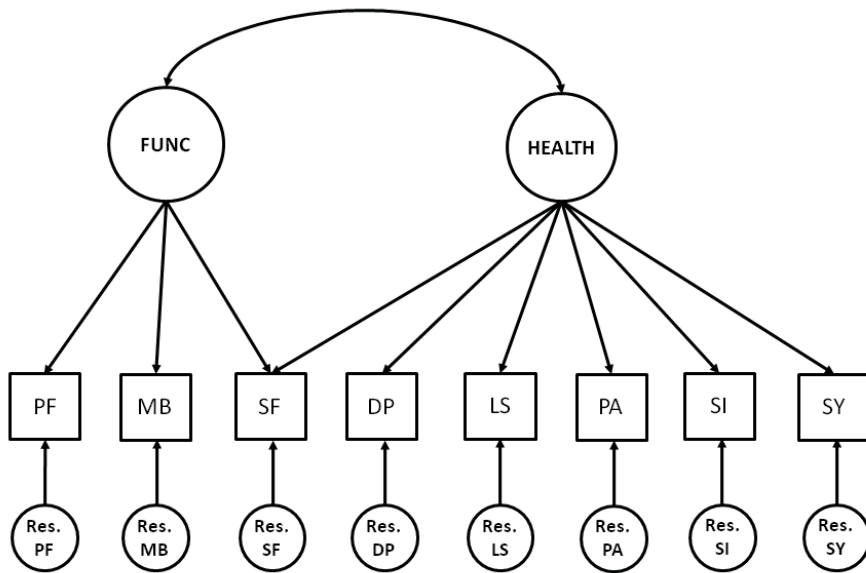 FUNC
HEALTH
PF
MB
SF
DP
LS
PA
SI
SY
Res.
PF
Res.
MB
Res.
SF
Res.
DP
Res.
LS
Res.
PA
Res.
SI
Res.
SY